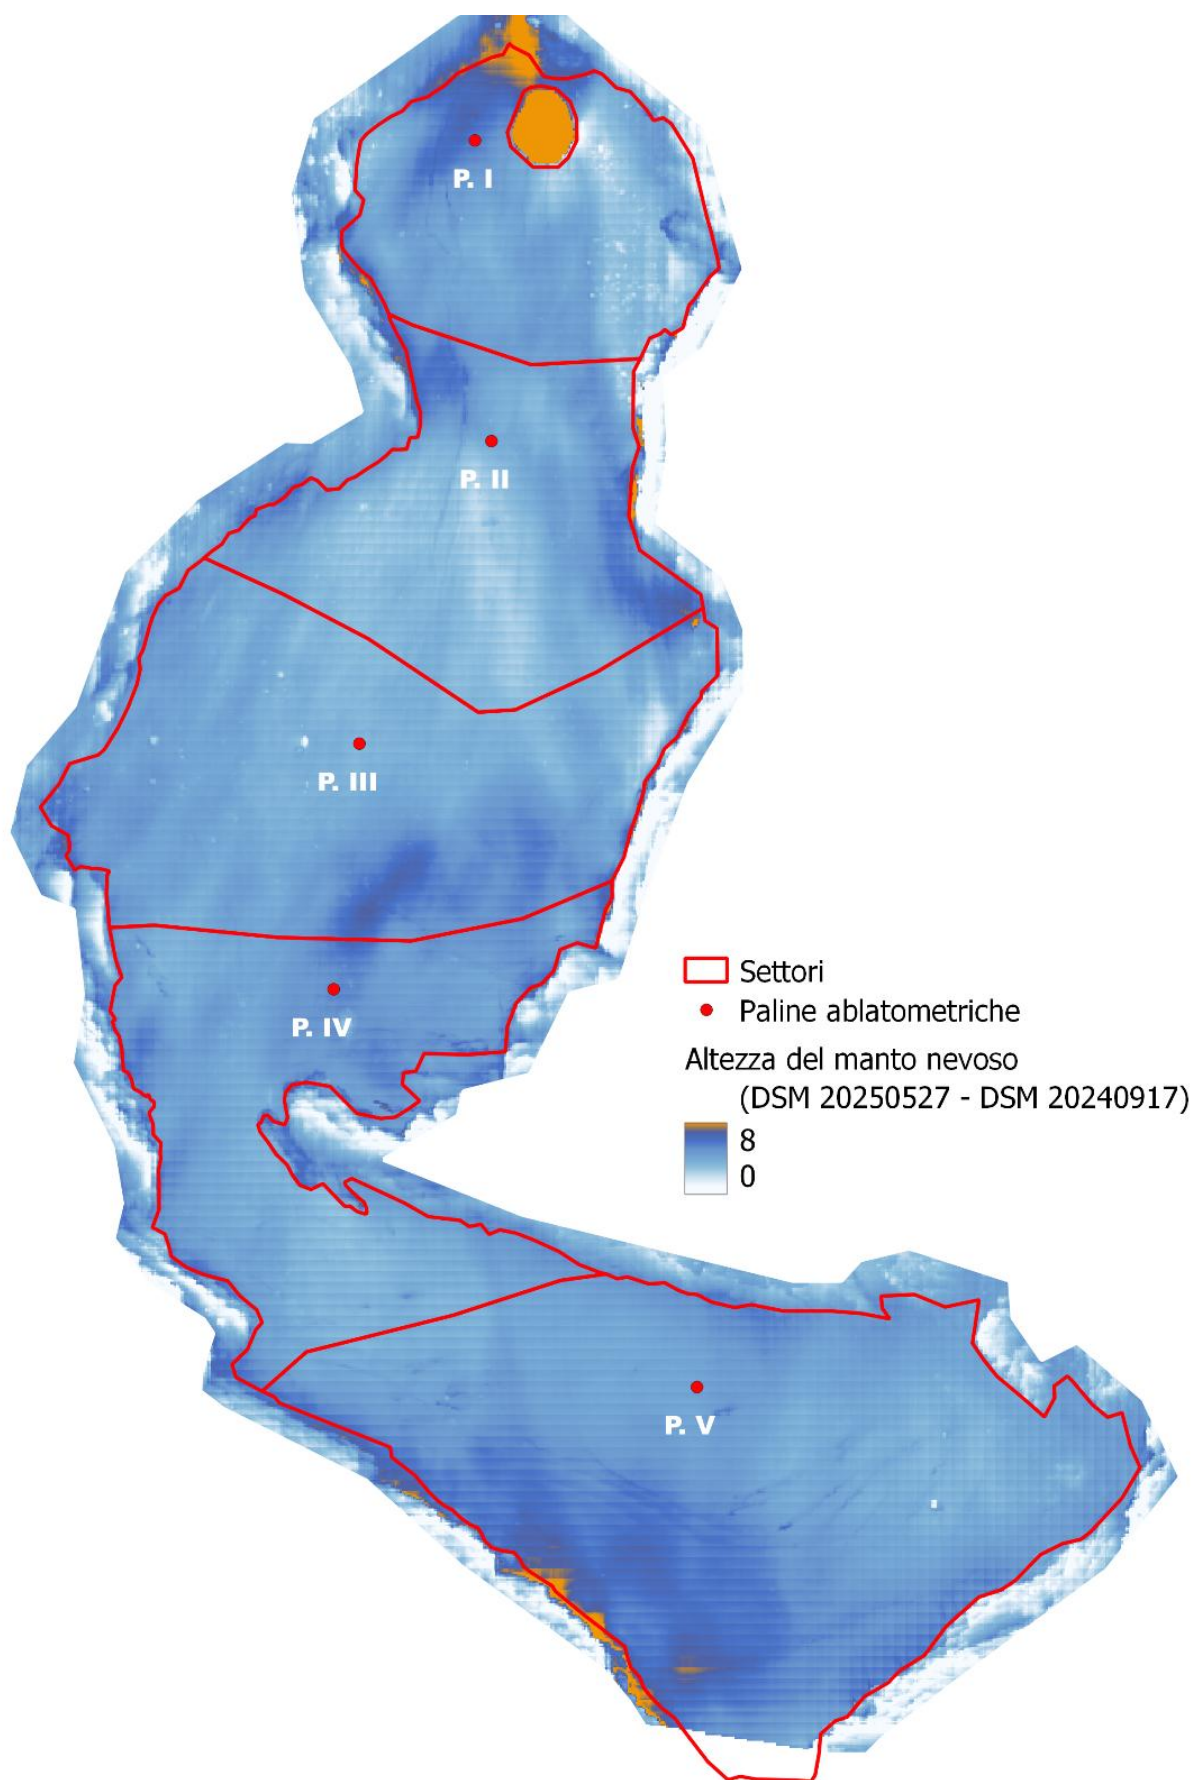 P. I
P. II
P. III
Settori
Paline ablatometriche
P. IV
Altezza del manto nevoso
(DSM 20250527 - DSM 20240917)
8
0
P. V